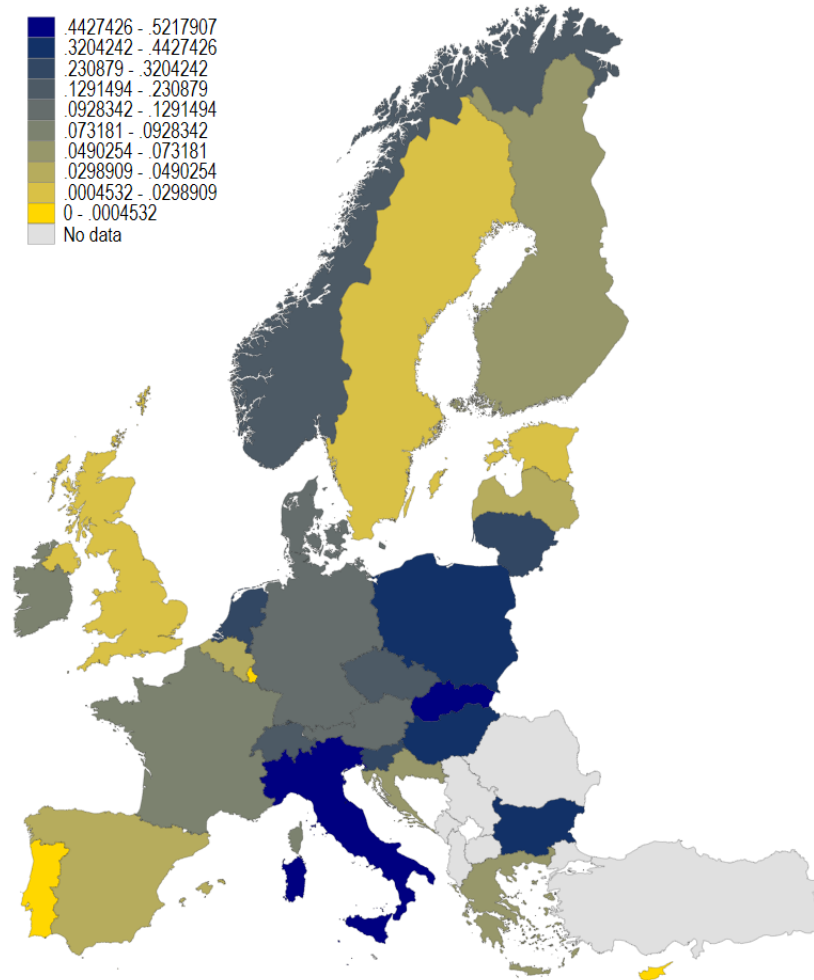 .4427426 - .5217907
.3204242 - .4427426
.230879 - .3204242
.1291494 - .230879
.0928342 - .1291494
.073181 - .0928342
.0490254 - .073181
.0298909 - .0490254
.0004532 - .0298909
0 - .0004532
No data